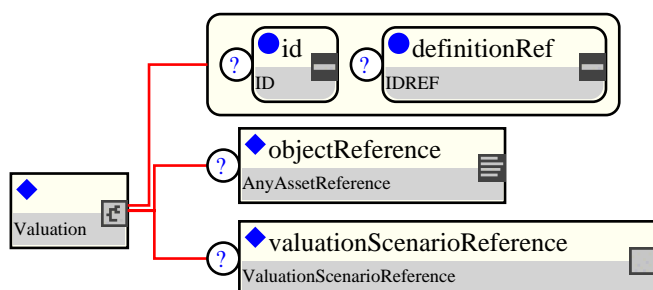 ? id ? definitionRef
ID IDREF
? objectReference
AnyAssetReference
Valuation
? valuationScenarioReference
ValuationScenarioReference